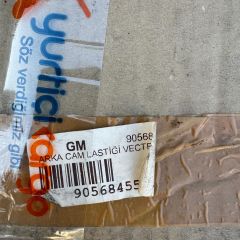 yurtiçi
kargo
Söz verdiğimiz gibi
GM 90568
ARKA CAM LASTİĞİ VECTR
90568455